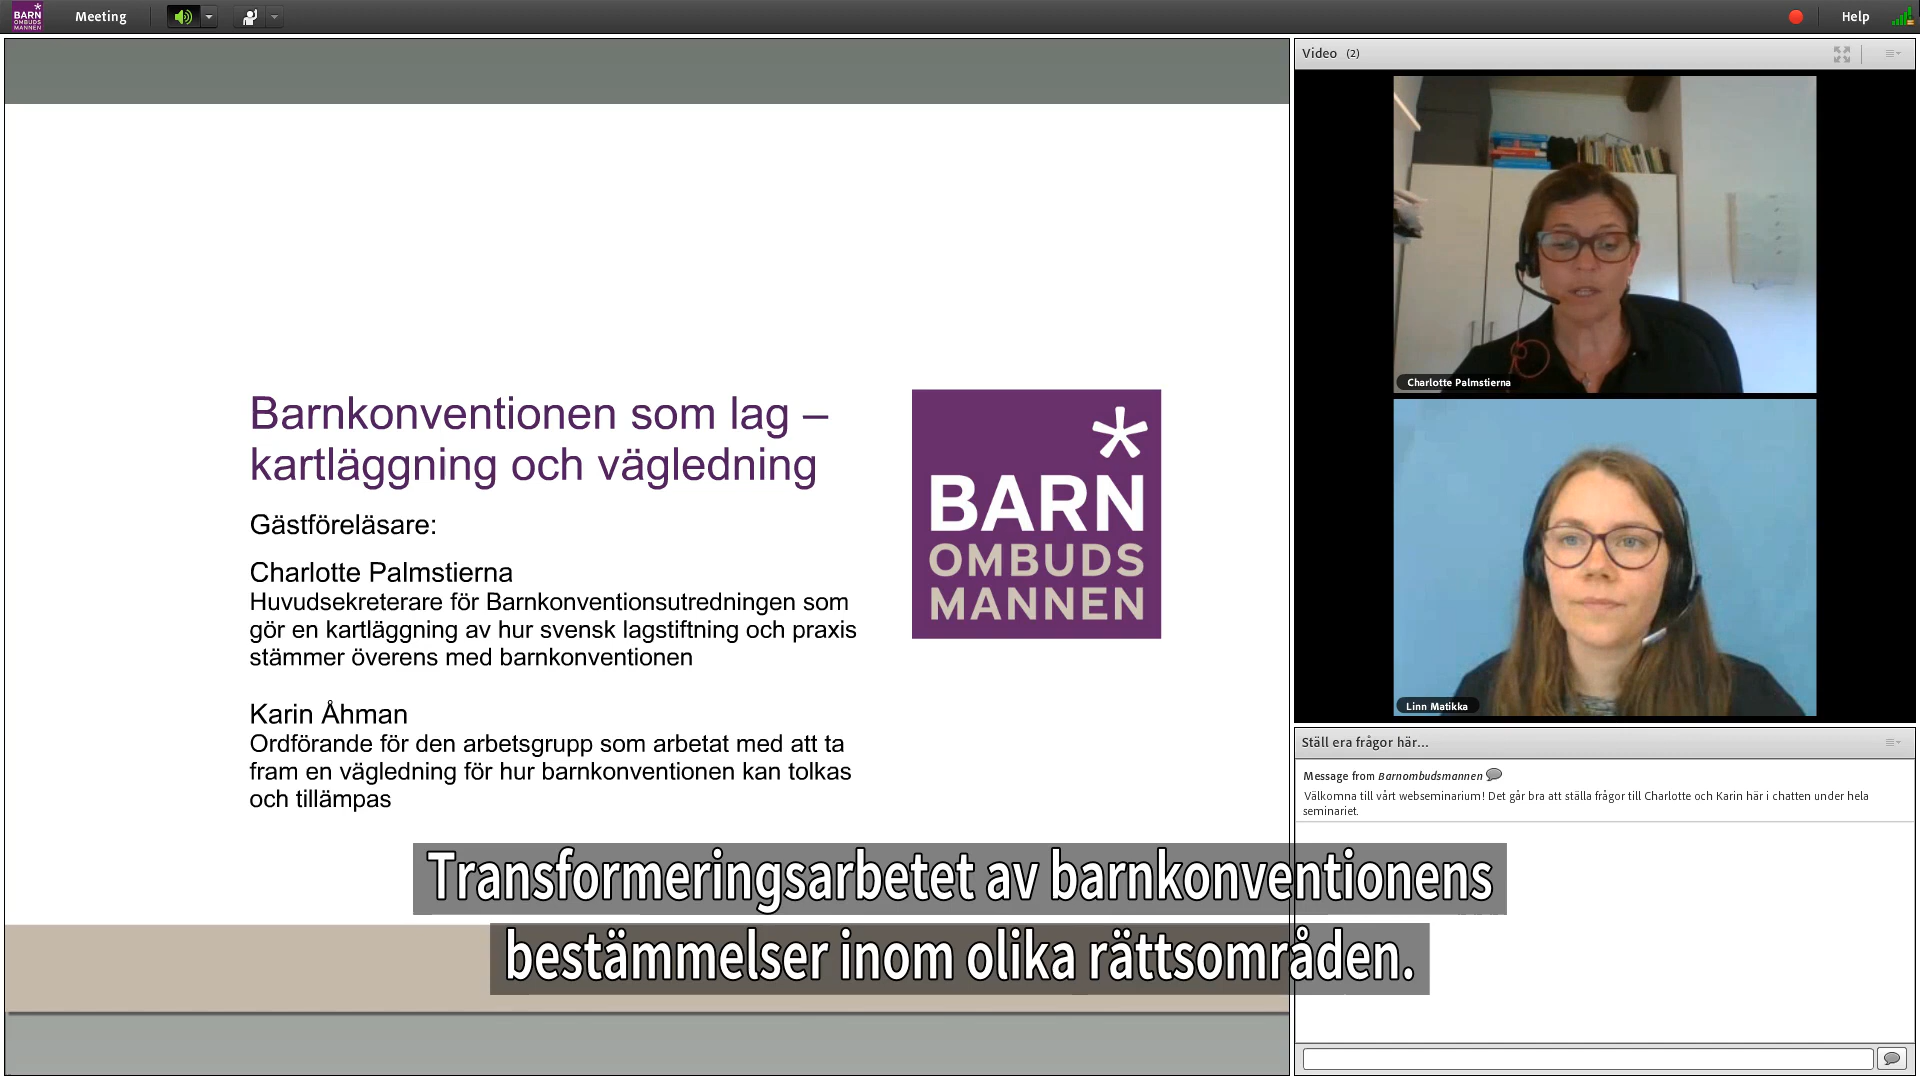 BARN
OMBUDS
MANNEN
Meeting
Help
Video (2)
Charlotte Palmstierna
Linn Matikka
Barnkonventionen som lag –
kartläggning och vägledning
Gästföreläsare:
Charlotte Palmstierna
Huvudsekreterare för Barnkonventionsutredningen som
gör en kartläggning av hur svensk lagstiftning och praxis
stämmer överens med barnkonventionen
Karin Åhman
Ordförande för den arbetsgrupp som arbetat med att ta
fram en vägledning för hur barnkonventionen kan tolkas
och tillämpas
BARN
OMBUDS
MANNEN
Ställ era frågor här...
Message from Barnombudsmannen
Välkomna till vårt webseminarium! Det går bra att ställa frågor till Charlotte och Karin här i chatten under hela
seminariet.
Transformeringsarbetet av barnkonventionens
bestämmelser inom olika rättsområden.